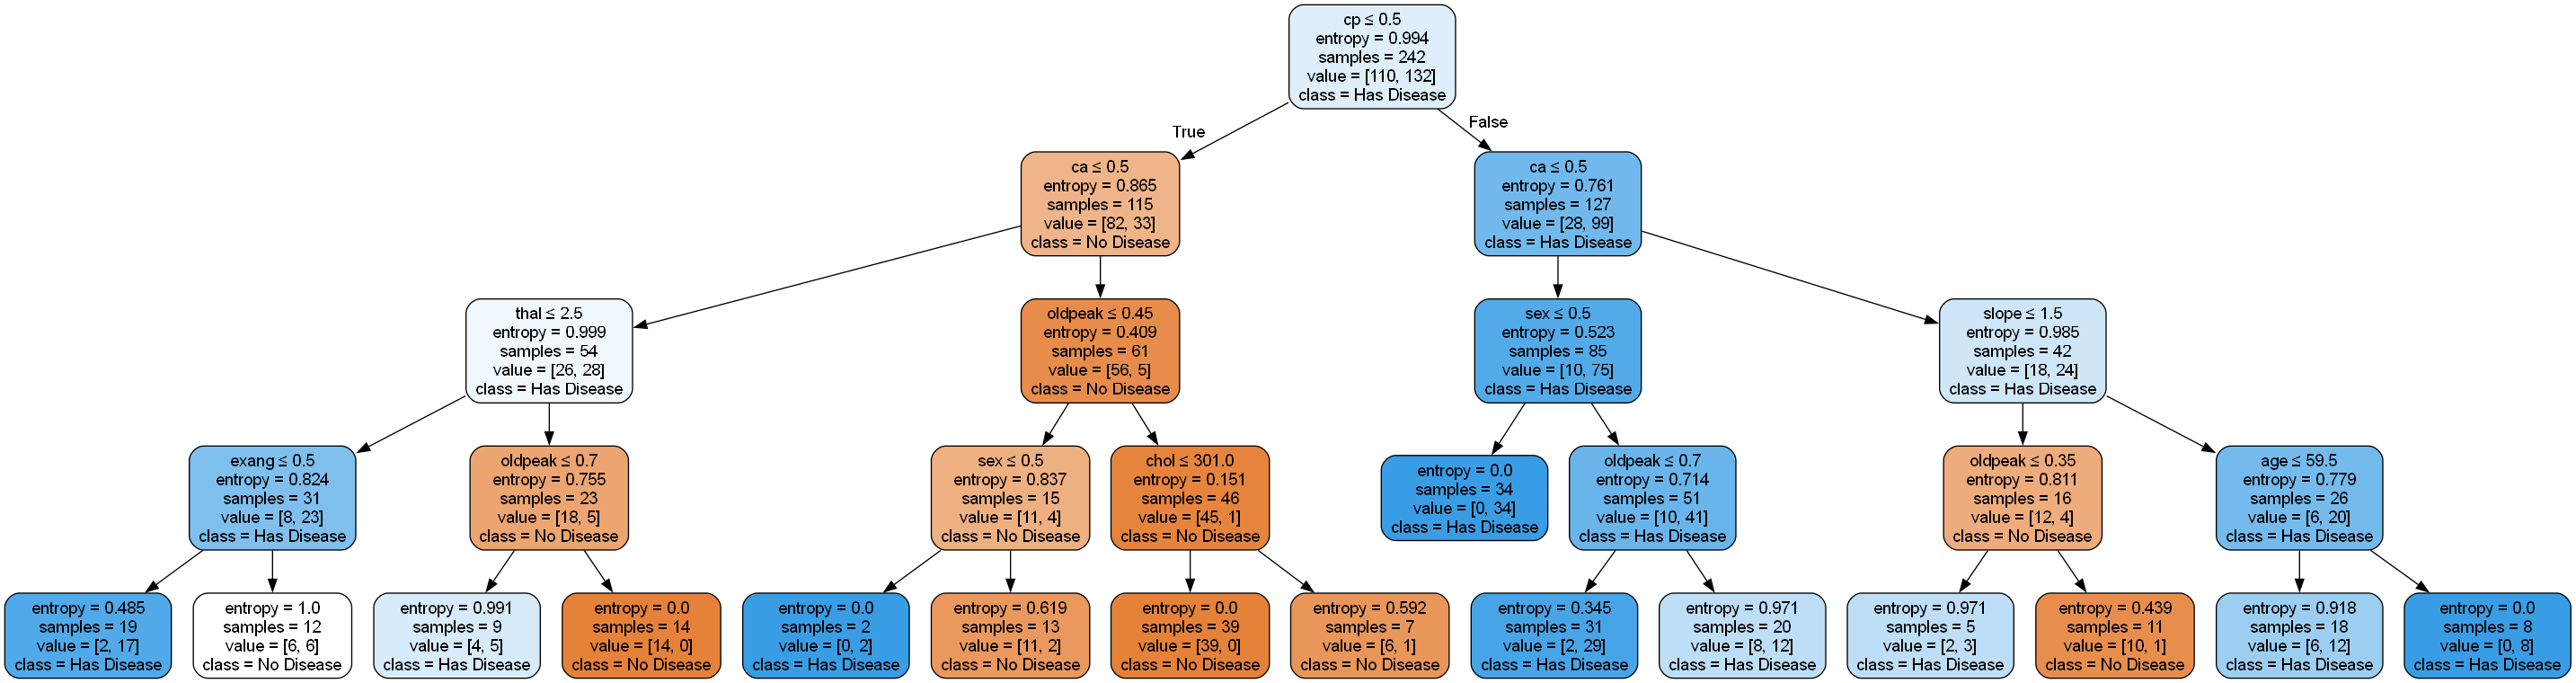 cp ≤ 0.5
entropy = 0.994
samples = 242
value = [110, 132]
class = Has Disease
True
False
ca ≤ 0.5
entropy = 0.865
samples = 115
value = [82, 33]
class = No Disease
ca ≤ 0.5
entropy = 0.761
samples = 127
value = [28, 99]
class = Has Disease
thal ≤ 2.5
entropy = 0.999
samples = 54
value = [26, 28]
class = Has Disease
oldpeak ≤ 0.45
entropy = 0.409
samples = 61
value = [56, 5]
class = No Disease
sex ≤ 0.5
entropy = 0.523
samples = 85
value = [10, 75]
class = Has Disease
slope ≤ 1.5
entropy = 0.985
samples = 42
value = [18, 24]
class = Has Disease
exang ≤ 0.5
entropy = 0.824
samples = 31
value = [8, 23]
class = Has Disease
oldpeak ≤ 0.7
entropy = 0.755
samples = 23
value = [18, 5]
class = No Disease
sex ≤ 0.5
entropy = 0.837
samples = 15
value = [11, 4]
class = No Disease
chol ≤ 301.0
entropy = 0.151
samples = 46
value = [45, 1]
class = No Disease
entropy = 0.0
samples = 34
value = [0, 34]
class = Has Disease
oldpeak ≤ 0.7
entropy = 0.714
samples = 51
value = [10, 41]
class = Has Disease
oldpeak ≤ 0.35
entropy = 0.811
samples = 16
value = [12, 4]
class = No Disease
age ≤ 59.5
entropy = 0.779
samples = 26
value = [6, 20]
class = Has Disease
entropy = 0.485
samples = 19
value = [2, 17]
class = Has Disease
entropy = 1.0
samples = 12
value = [6, 6]
class = No Disease
entropy = 0.991
samples = 9
value = [4, 5]
class = Has Disease
entropy = 0.0
samples = 14
value = [14, 0]
class = No Disease
entropy = 0.0
samples = 2
value = [0, 2]
class = Has Disease
entropy = 0.619
samples = 13
value = [11, 2]
class = No Disease
entropy = 0.0
samples = 39
value = [39, 0]
class = No Disease
entropy = 0.592
samples = 7
value = [6, 1]
class = No Disease
entropy = 0.345
samples = 31
value = [2, 29]
class = Has Disease
entropy = 0.971
samples = 20
value = [8, 12]
class = Has Disease
entropy = 0.971
samples = 5
value = [2, 3]
class = Has Disease
entropy = 0.439
samples = 11
value = [10, 1]
class = No Disease
entropy = 0.918
samples = 18
value = [6, 12]
class = Has Disease
entropy = 0.0
samples = 8
value = [0, 8]
class = Has Disease